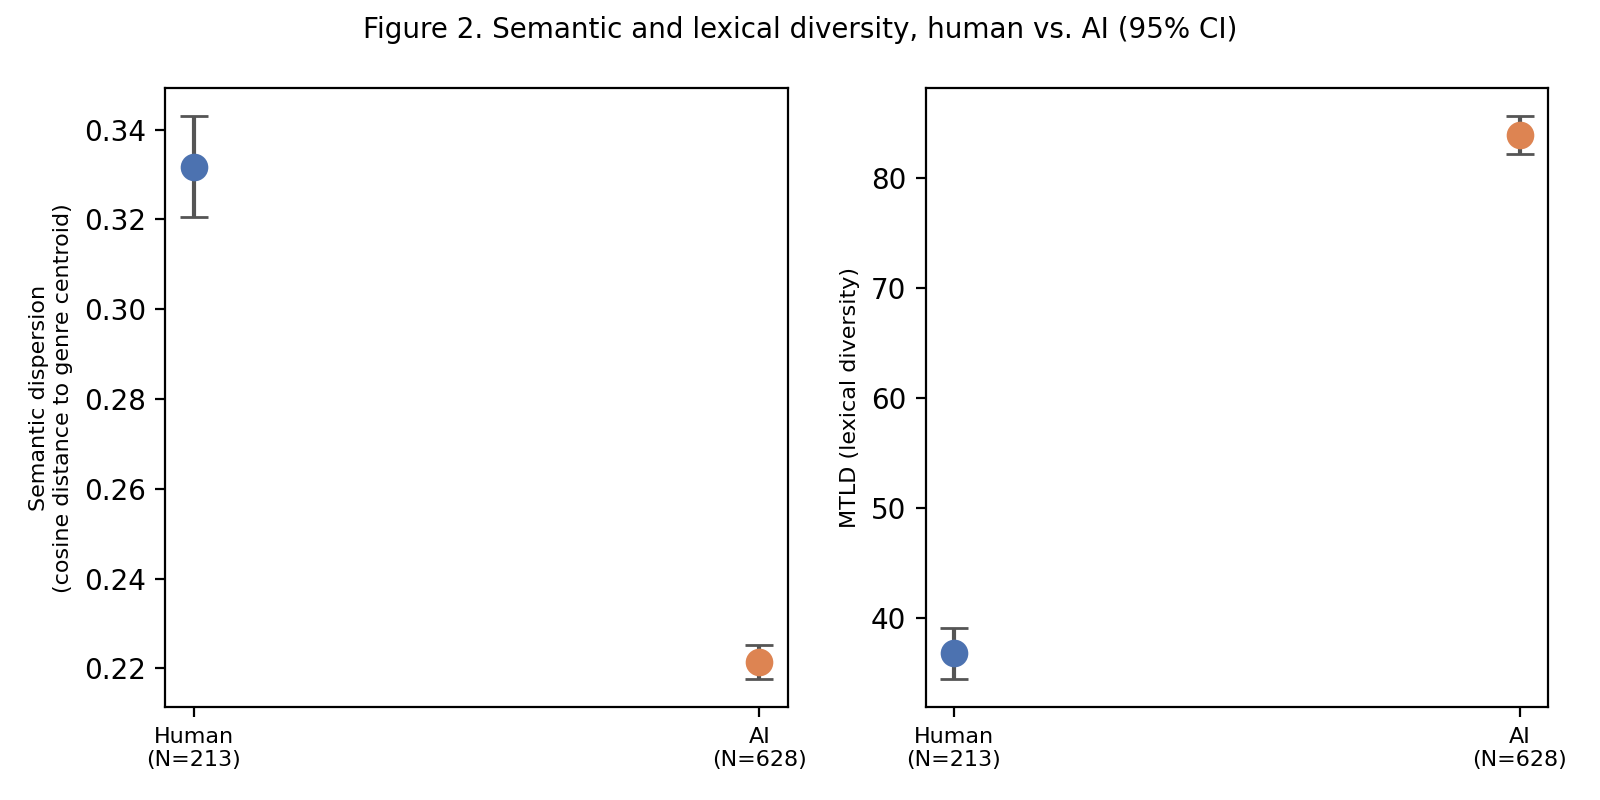 Figure 2. Semantic and lexical diversity, human vs. AI (95% CI)
Semantic dispersion
(cosine distance to genre centroid)
0.34
0.32
0.30
0.28
0.26
0.24
0.22
Human
(N=213)
AI
(N=628)
MTLD (lexical diversity)
80
70
60
50
40
Human
(N=213)
AI
(N=628)